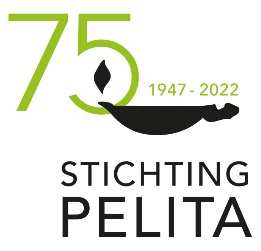 75
1947 - 2022
STICHTING
PELITA